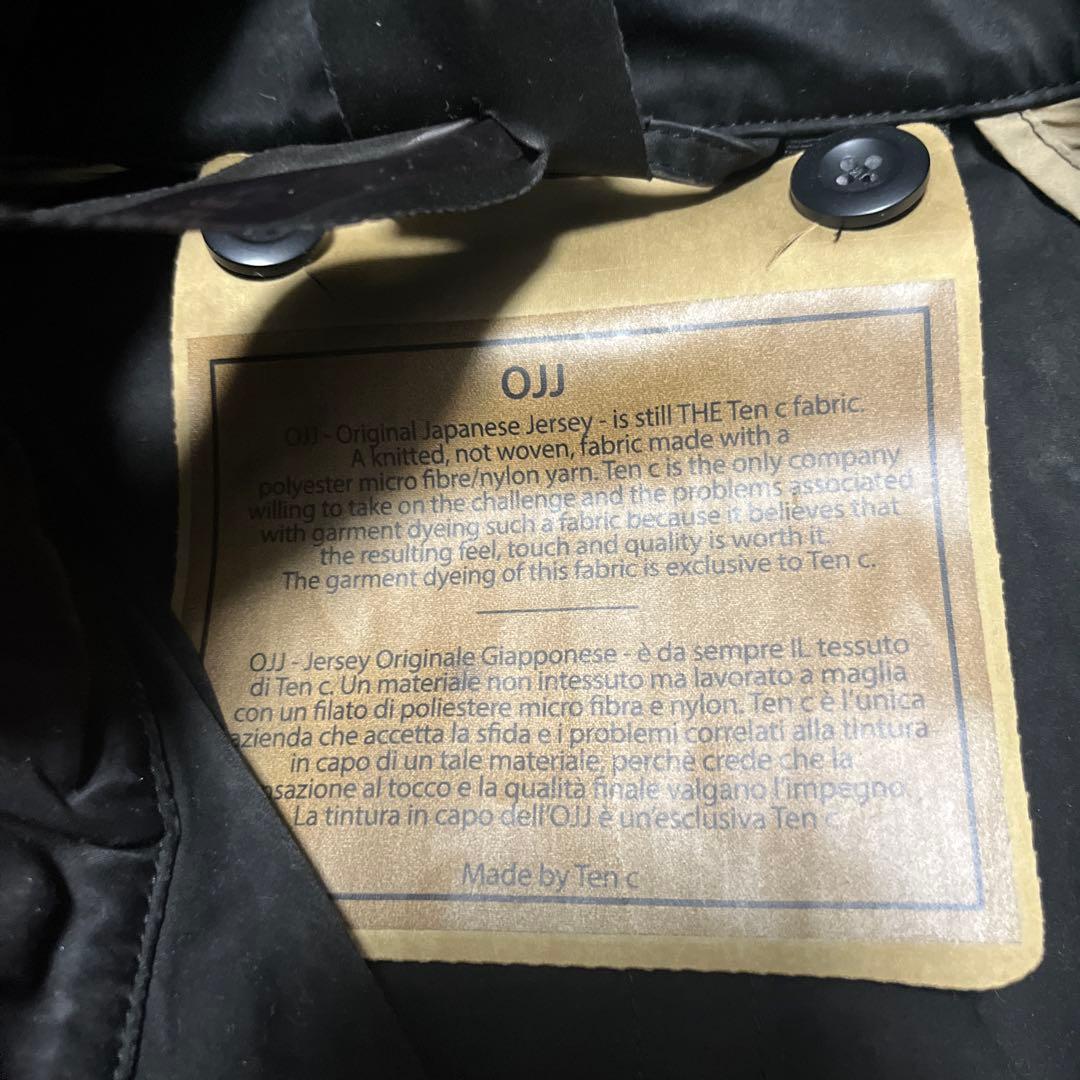 OJJ
OJJ - Original Japanese Jersey - is still THE Ten c fabric.
A knitted, not woven, fabric made with a
polyester micro fibre/nylon yarn. Ten c is the only company
willing to take on the challenge and the problems associated
with garment dyeing such a fabric because it believes that
the resulting feel, touch and quality is worth it.
The garment dyeing of this fabric is exclusive to Ten c.
OJJ - Jersey Originale Giapponese - è da sempre IL tessuto
di Ten c. Un materiale non intessuto ma lavorato a maglia
con un filato di poliestere micro fibra e nylon. Ten c è l'unica
azienda che accetta la sfida e i problemi correlati alla tintura
in capo di un tale materiale, perche crede che la
sazione al tocco e la qualità finale valgano l'impegno.
La tintura in capo dell'OJJ è un'esclusiva Ten c.
Made by Ten c